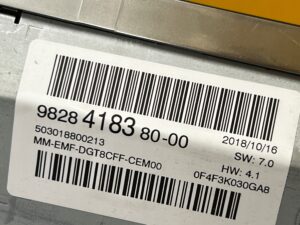 9828 4183 80-00
2018/10/16
503018800213
SW: 7.0
MM-EMF-DGT8CFF-CEM00
HW: 4.1
0F4F3K030GA8